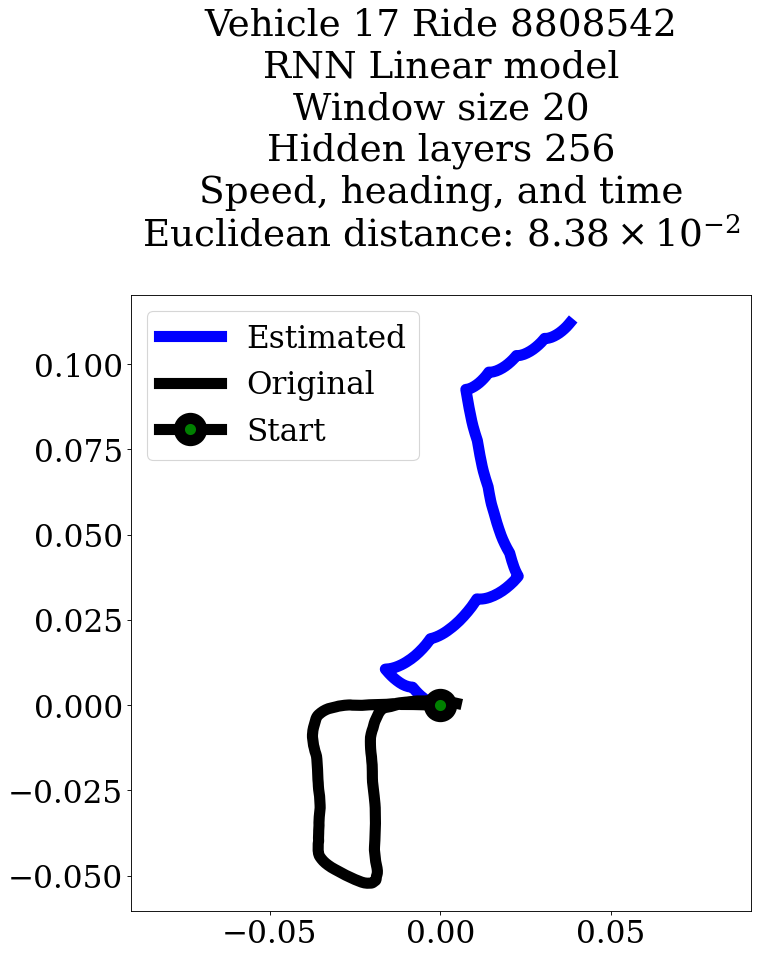 Vehicle 17 Ride 8808542
RNN Linear model
Window size 20
Hidden layers 256
Speed, heading, and time
Euclidean distance: 8.38 × 10⁻²
Estimated
Original
Start
0.100
0.075
0.050
0.025
0.000
−0.025
−0.050
−0.05 0.00 0.05